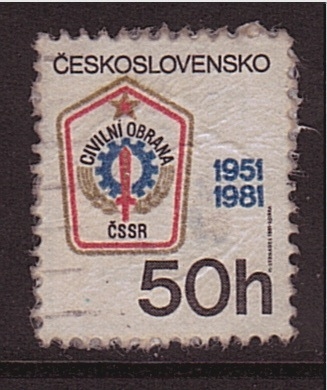 ČESKOSLOVENSKO
CIVILNÍ OBRANA
ČSSR
1951
1981
50h